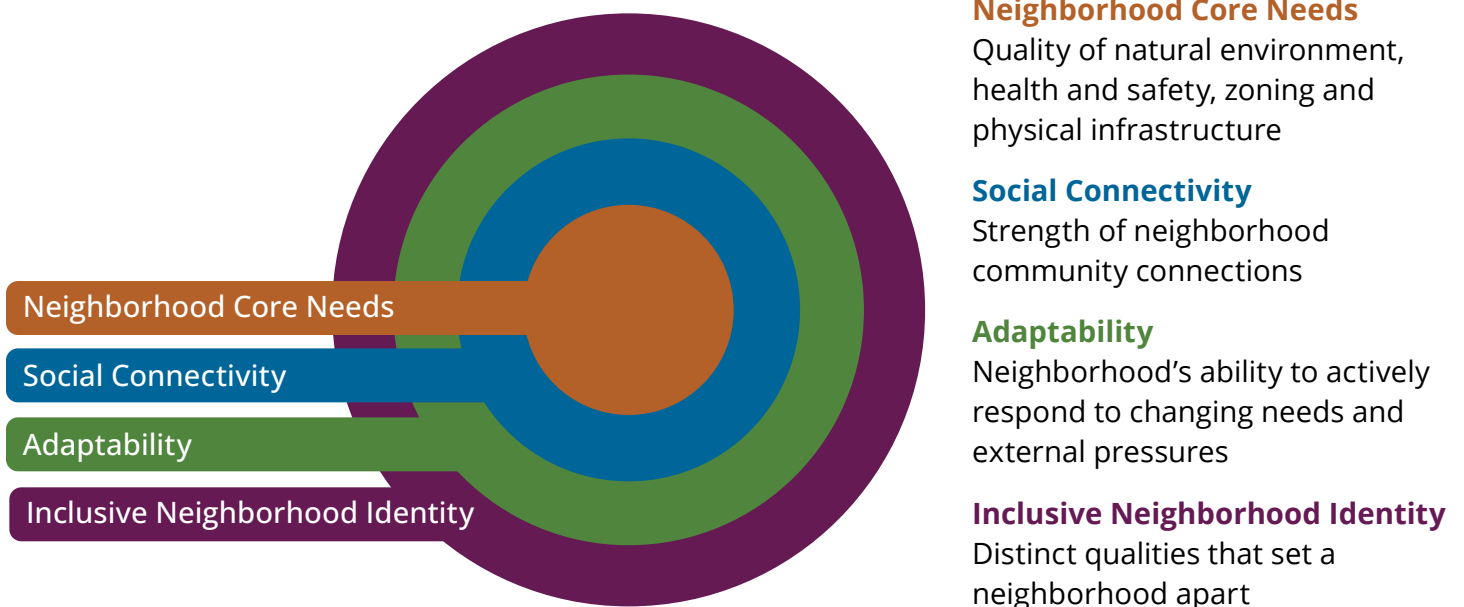 Neighborhood Core Needs
Social Connectivity
Adaptability
Inclusive Neighborhood Identity
Neighborhood Core Needs
Quality of natural environment,
health and safety, zoning and
physical infrastructure
Social Connectivity
Strength of neighborhood
community connections
Adaptability
Neighborhood’s ability to actively
respond to changing needs and
external pressures
Inclusive Neighborhood Identity
Distinct qualities that set a
neighborhood apart